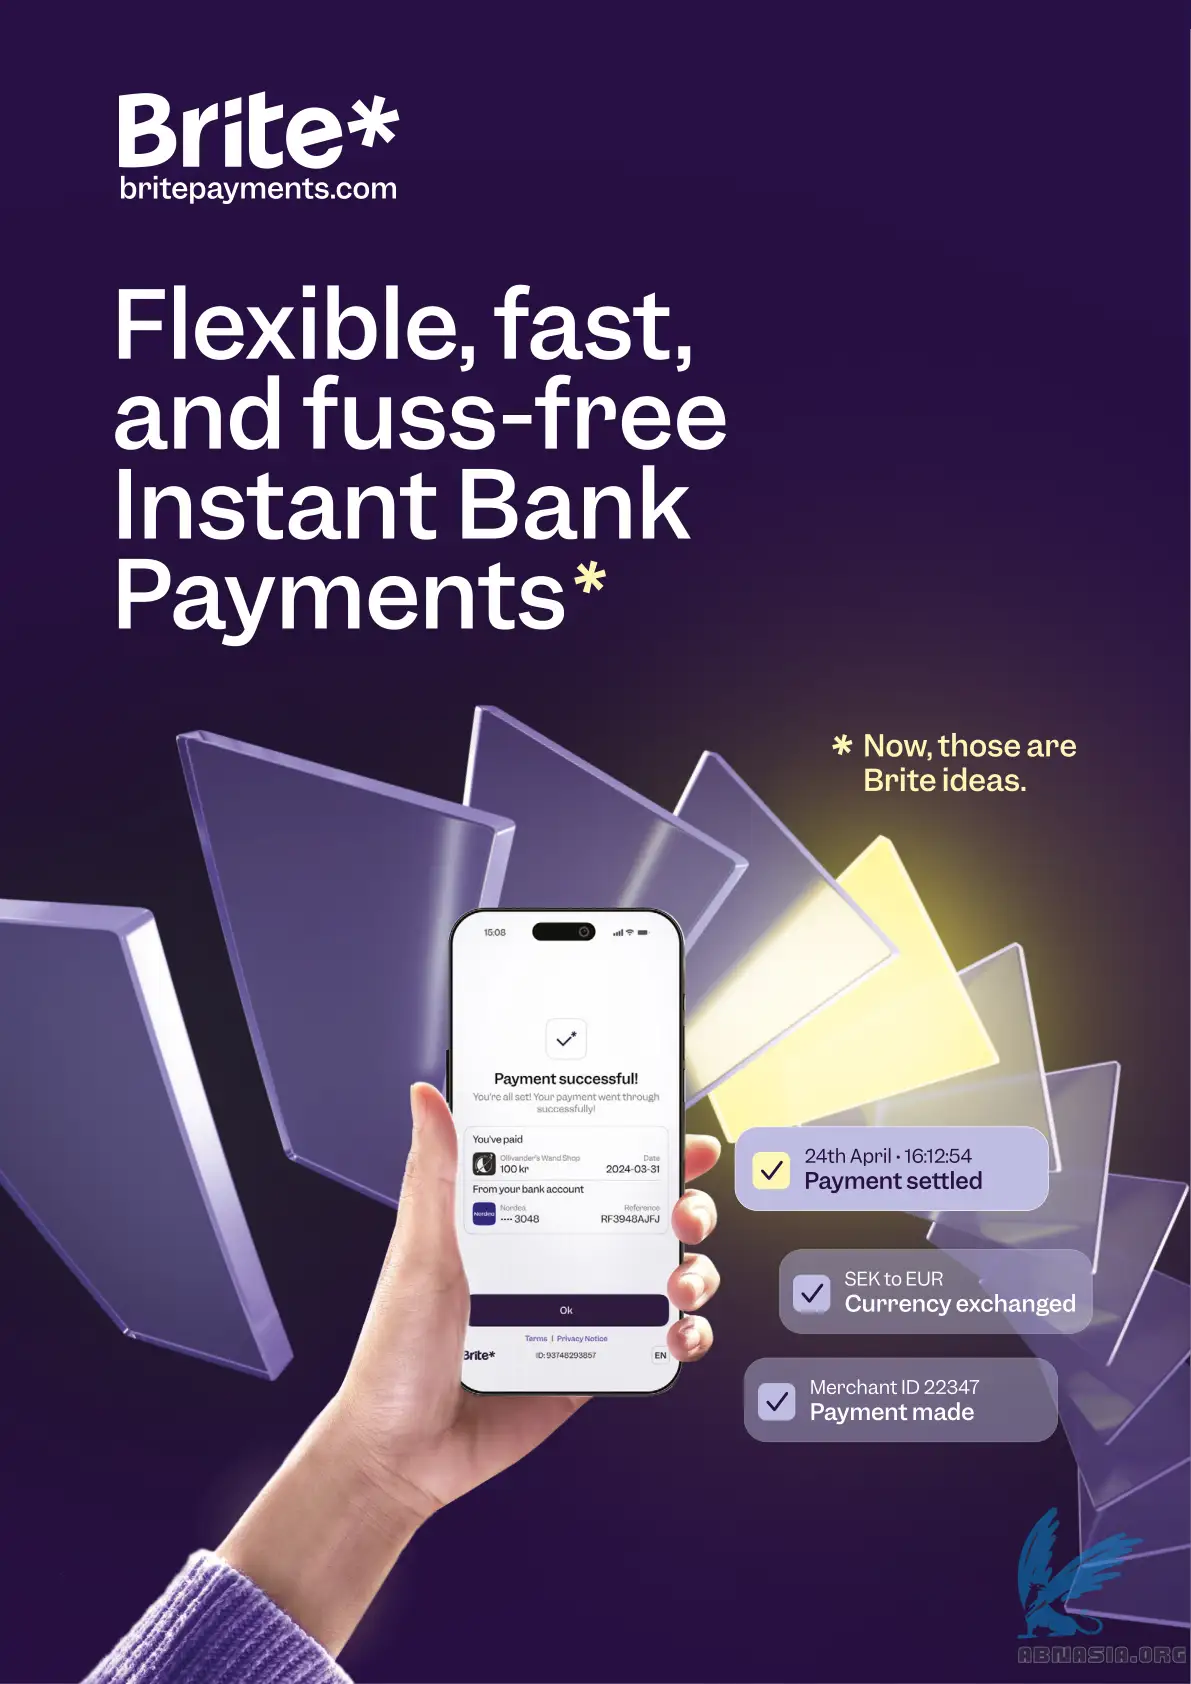 Brite*
britepayments.com
Flexible, fast,
and fuss-free
Instant Bank
Payments*
* Now, those are
Brite ideas.
15:08
Payment successful!
You're all set! Your payment went through
successfully!
You've paid
Ollivander's Wand Shop Date
100 kr 2024-03-31
From your bank account
Nordea Nordea Reference
•••• 3048 RF3948AJFJ
Ok
Terms | Privacy Notice
Brite* ID: 93748293857 EN
24th April • 16:12:54
Payment settled
SEK to EUR
Currency exchanged
Merchant ID 22347
Payment made
ABNASIA.ORG